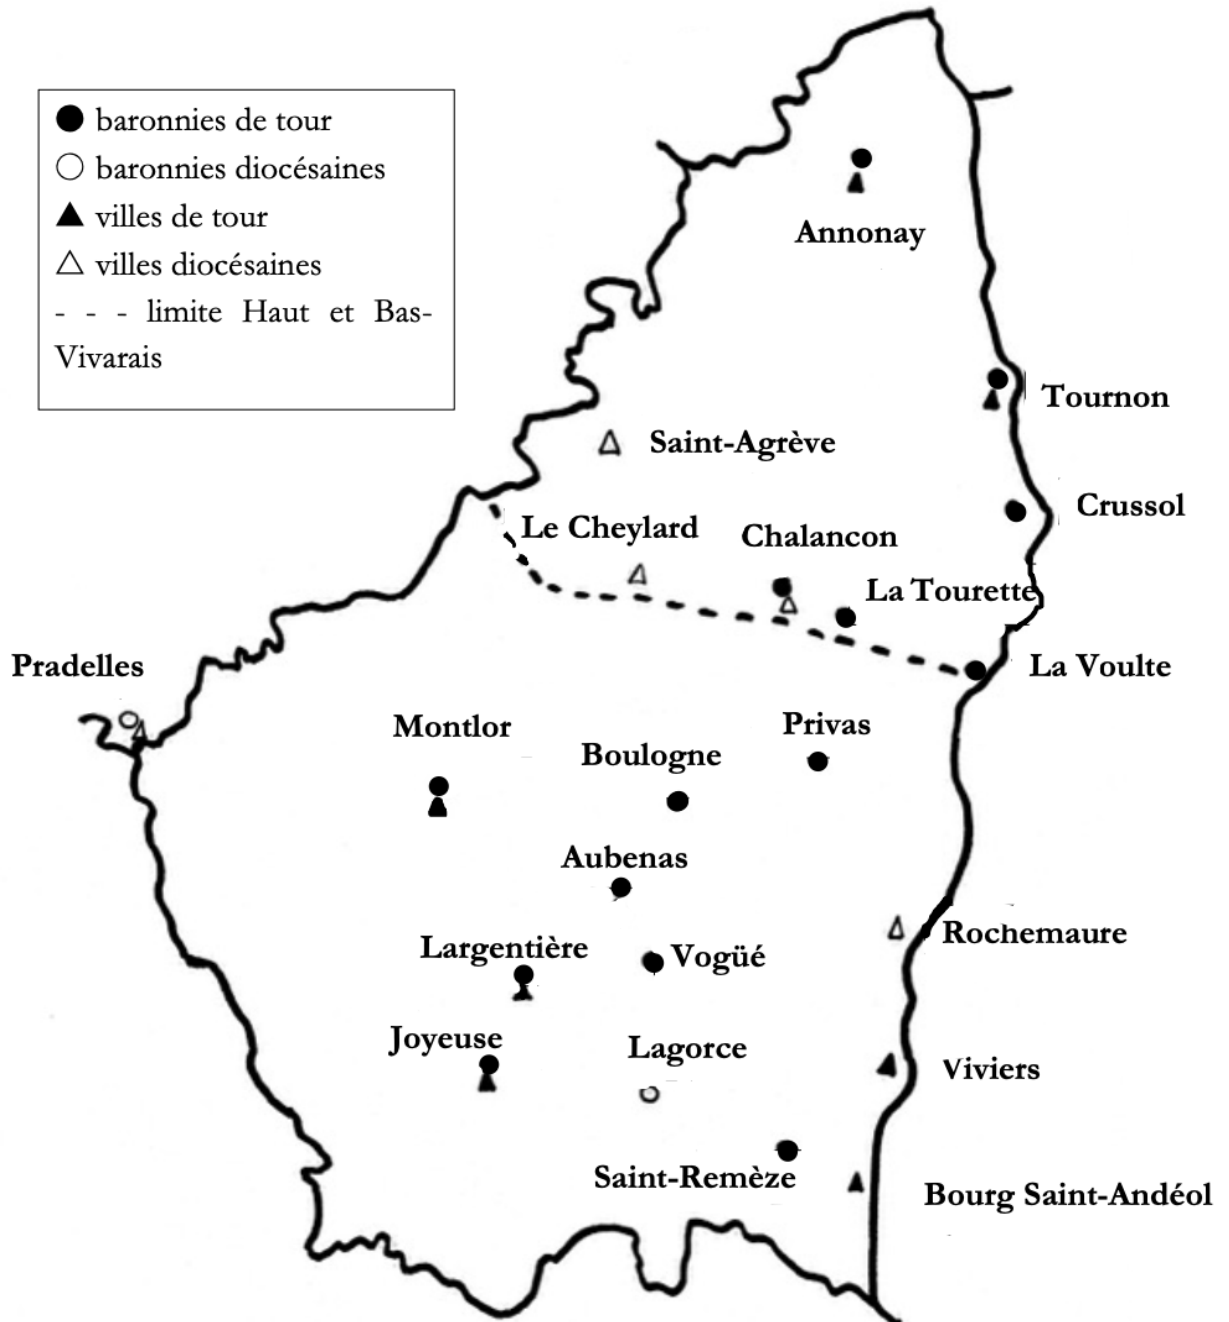 baronnies de tour
baronnies diocésaines
villes de tour
villes diocésaines
- - - limite Haut et Bas-
Vivarais
Annonay
Tournon
Saint-Agrève
Crussol
Le Cheylard
Chalancon
La Tourette
La Voulte
Pradelles
Montlor
Privas
Boulogne
Aubenas
Rochemaure
Largentière
Vogüé
Joyeuse
Lagorce
Viviers
Saint-Remèze
Bourg Saint-Andéol